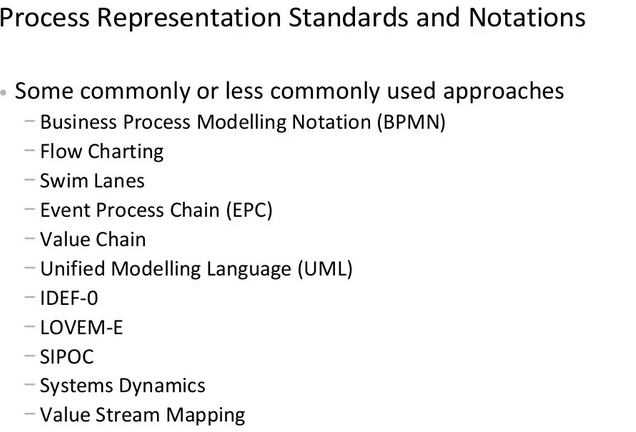 Process Representation Standards and Notations
• Some commonly or less commonly used approaches
– Business Process Modelling Notation (BPMN)
– Flow Charting
– Swim Lanes
– Event Process Chain (EPC)
– Value Chain
– Unified Modelling Language (UML)
– IDEF-0
– LOVEM-E
– SIPOC
– Systems Dynamics
– Value Stream Mapping